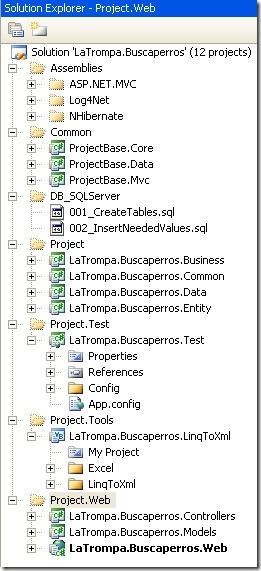 Solution Explorer - Project.Web
Solution 'LaTrompa.Buscaperros' (12 projects)
Assemblies
ASP.NET.MVC
Log4Net
NHibernate
Common
ProjectBase.Core
ProjectBase.Data
ProjectBase.Mvc
DB_SQLServer
001_CreateTables.sql
002_InsertNeededValues.sql
Project
LaTrompa.Buscaperros.Business
LaTrompa.Buscaperros.Common
LaTrompa.Buscaperros.Data
LaTrompa.Buscaperros.Entity
Project.Test
LaTrompa.Buscaperros.Test
Properties
References
Config
App.config
Project.Tools
LaTrompa.Buscaperros.LinqToXml
My Project
Excel
LinqToXml
Project.Web
LaTrompa.Buscaperros.Controllers
LaTrompa.Buscaperros.Models
LaTrompa.Buscaperros.Web